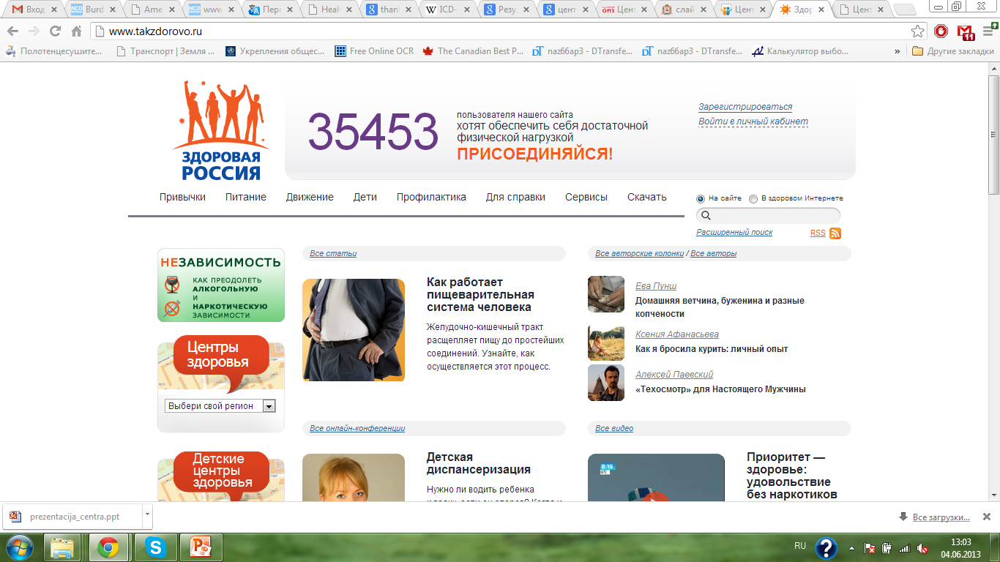 Вход
Burd
Ame
www
Пере
Heal
thanl
ICD-
Резу
цент
Цент
слай
Цент
Здор
Цент
www.takzdorovo.ru
11
Полотенцесушите...
Транспорт | Земля ...
Укрепления общес...
Free Online OCR
The Canadian Best P...
naz66ap3 - DTransfe...
naz66ap3 - DTransfe...
Калькулятор выбо...
»
Другие закладки
ЗДОРОВАЯ
РОССИЯ
35453
пользователя нашего сайта
хотят обеспечить себя достаточной
физической нагрузкой
ПРИСОЕДИНЯЙСЯ!
Зарегистрироваться
Войти в личный кабинет
Привычки Питание Движение Дети Профилактика Для справки Сервисы Скачать
На сайте В здоровом Интернете
Расширенный поиск RSS
НЕЗАВИСИМОСТЬ
КАК ПРЕОДОЛЕТЬ
АЛКОГОЛЬНУЮ
И
НАРКОТИЧЕСКУЮ
ЗАВИСИМОСТИ
Центры
здоровья
Выбери свой регион
Детские
центры
здоровья
Все статьи
Как работает
пищеварительная
система человека
Желудочно-кишечный тракт
расщепляет пищу до простейших
соединений. Узнайте, как
осуществляется этот процесс.
Все авторские колонки / Все авторы
Ева Пунш
Домашняя ветчина, буженина и разные
копчености
Ксения Афанасьева
Как я бросила курить: личный опыт
Алексей Паевский
«Техосмотр» для Настоящего Мужчины
Все онлайн-конференции
Детская
диспансеризация
Нужно ли водить ребенка
Все видео
8:19
Приоритет —
здоровье:
удовольствие
без наркотиков
prezentacija_centra.ppt
Все загрузки...
RU
13:03
04.06.2013